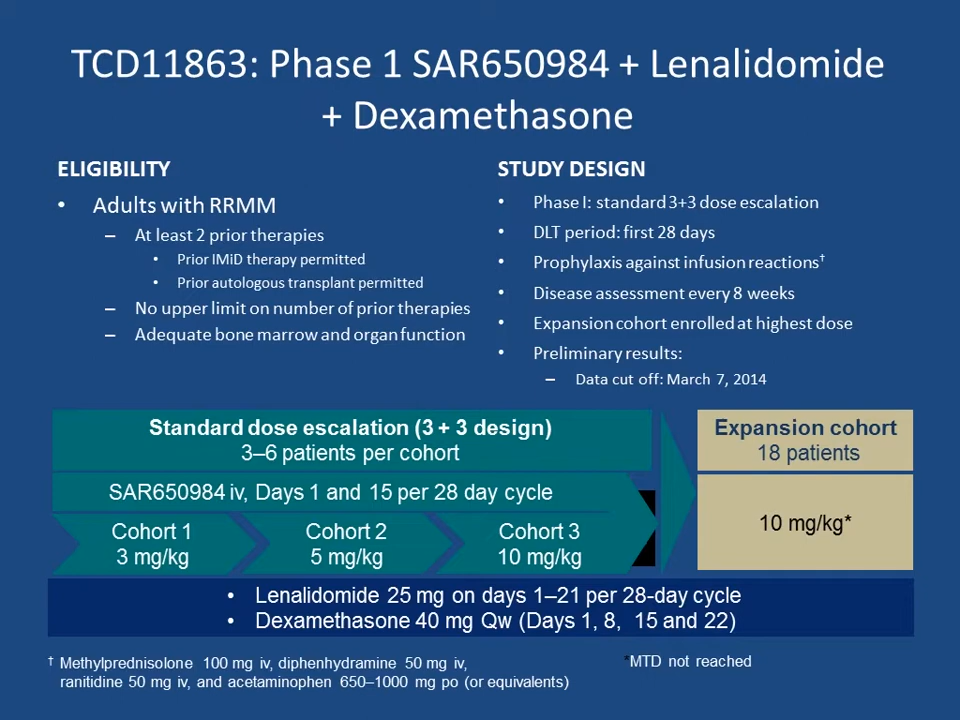 TCD11863: Phase 1 SAR650984 + Lenalidomide
+ Dexamethasone
ELIGIBILITY
• Adults with RRMM
– At least 2 prior therapies
• Prior IMiD therapy permitted
• Prior autologous transplant permitted
– No upper limit on number of prior therapies
– Adequate bone marrow and organ function
STUDY DESIGN
• Phase I: standard 3+3 dose escalation
• DLT period: first 28 days
• Prophylaxis against infusion reactions†
• Disease assessment every 8 weeks
• Expansion cohort enrolled at highest dose
• Preliminary results:
– Data cut off: March 7, 2014
Standard dose escalation (3 + 3 design)
3–6 patients per cohort
SAR650984 iv, Days 1 and 15 per 28 day cycle
Cohort 1
3 mg/kg
Cohort 2
5 mg/kg
Cohort 3
10 mg/kg
Expansion cohort
18 patients
10 mg/kg*
• Lenalidomide 25 mg on days 1–21 per 28-day cycle
• Dexamethasone 40 mg Qw (Days 1, 8, 15 and 22)
† Methylprednisolone 100 mg iv, diphenhydramine 50 mg iv,
ranitidine 50 mg iv, and acetaminophen 650–1000 mg po (or equivalents)
*MTD not reached